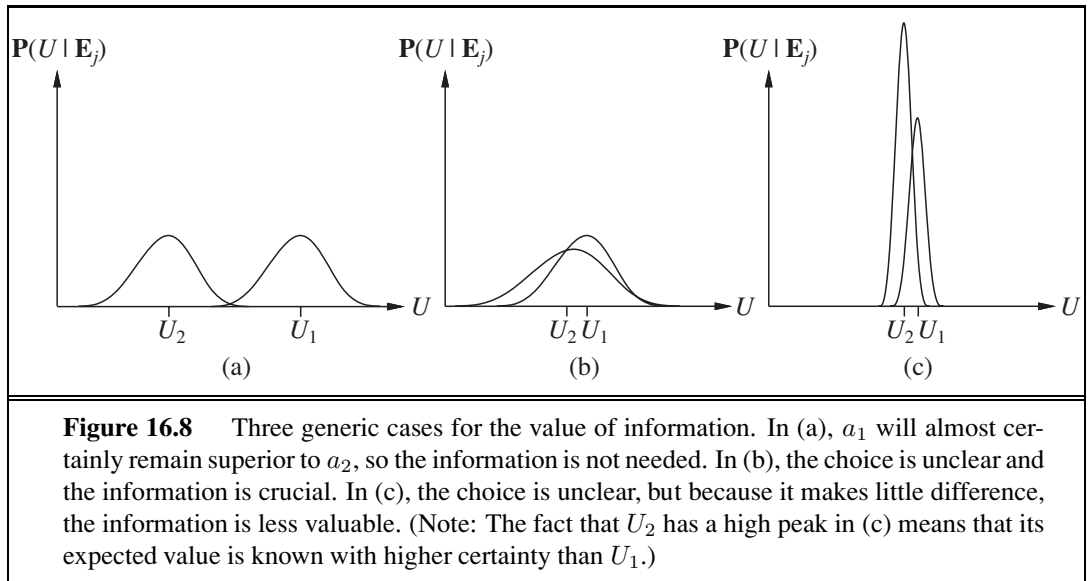 P(U | E_j) P(U | E_j) P(U | E_j)
U U U
U_2 U_1 U_2 U_1 U_2 U_1
(a) (b) (c)
Figure 16.8 Three generic cases for the value of information. In (a), a_1 will almost cer-
tainly remain superior to a_2, so the information is not needed. In (b), the choice is unclear and
the information is crucial. In (c), the choice is unclear, but because it makes little difference,
the information is less valuable. (Note: The fact that U_2 has a high peak in (c) means that its
expected value is known with higher certainty than U_1.)